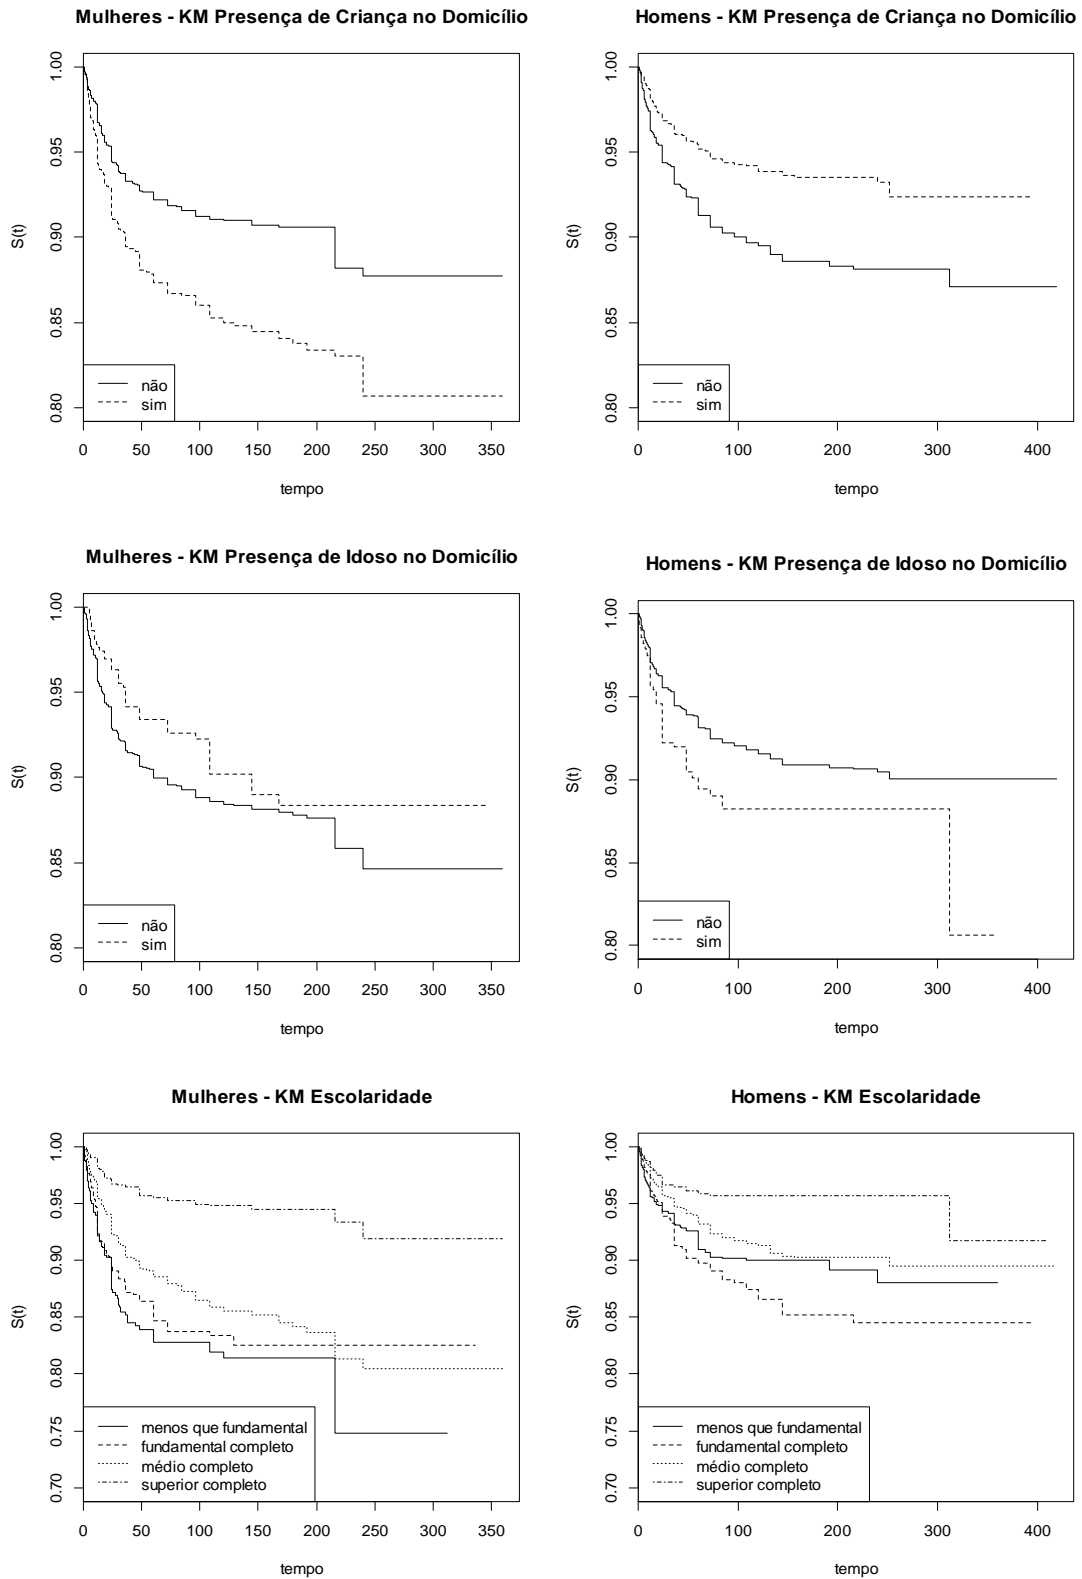 Mulheres - KM Presença de Criança no Domicílio
S(t)
1.00
0.95
0.90
0.85
0.80
não
sim
0 50 100 150 200 250 300 350
tempo
Homens - KM Presença de Criança no Domicílio
S(t)
1.00
0.95
0.90
0.85
0.80
não
sim
0 100 200 300 400
tempo
Mulheres - KM Presença de Idoso no Domicílio
S(t)
1.00
0.95
0.90
0.85
0.80
não
sim
0 50 100 150 200 250 300 350
tempo
Homens - KM Presença de Idoso no Domicílio
S(t)
1.00
0.95
0.90
0.85
0.80
não
sim
0 100 200 300 400
tempo
Mulheres - KM Escolaridade
S(t)
1.00
0.95
0.90
0.85
0.80
0.75
0.70
menos que fundamental
fundamental completo
médio completo
superior completo
0 50 100 150 200 250 300 350
tempo
Homens - KM Escolaridade
S(t)
1.00
0.95
0.90
0.85
0.80
0.75
0.70
menos que fundamental
fundamental completo
médio completo
superior completo
0 100 200 300 400
tempo